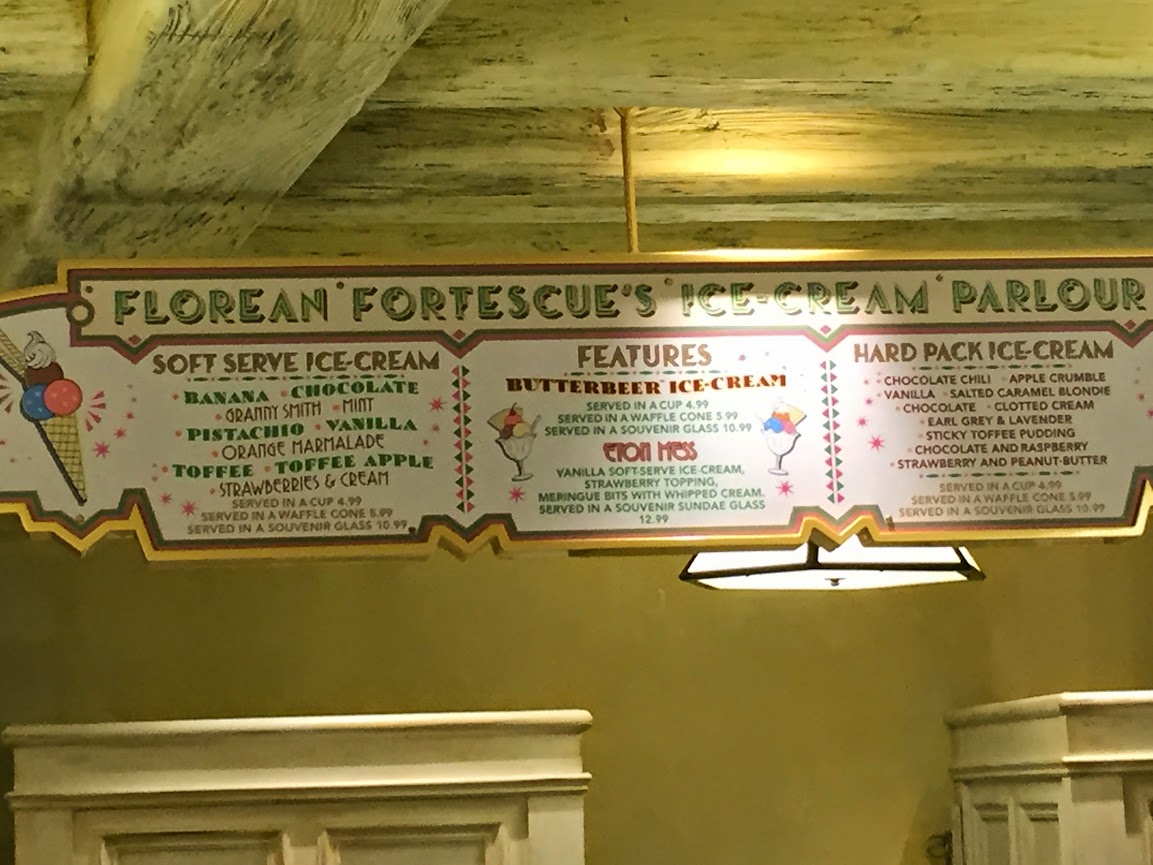 FLOREAN FORTESCUE'S ICE-CREAM PARLOUR
SOFT SERVE ICE-CREAM
BANANA CHOCOLATE
GRANNY SMITH MINT
PISTACHIO VANILLA
ORANGE MARMALADE
TOFFEE TOFFEE APPLE
STRAWBERRIES & CREAM
SERVED IN A CUP 4.99
SERVED IN A WAFFLE CONE 5.99
SERVED IN A SOUVENIR GLASS 10.99
FEATURES
BUTTERBEER™ ICE-CREAM
SERVED IN A CUP 4.99
SERVED IN A WAFFLE CONE 5.99
SERVED IN A SOUVENIR GLASS 10.99
ETON MESS
VANILLA SOFT-SERVE ICE-CREAM,
STRAWBERRY TOPPING,
MERINGUE BITS WITH WHIPPED CREAM.
SERVED IN A SOUVENIR SUNDAE GLASS
12.99
HARD PACK ICE-CREAM
CHOCOLATE CHILI APPLE CRUMBLE
VANILLA SALTED CARAMEL BLONDIE
CHOCOLATE CLOTTED CREAM
EARL GREY & LAVENDER
STICKY TOFFEE PUDDING
CHOCOLATE AND RASPBERRY
STRAWBERRY AND PEANUT-BUTTER
SERVED IN A CUP 4.99
SERVED IN A WAFFLE CONE 5.99
SERVED IN A SOUVENIR GLASS 10.99